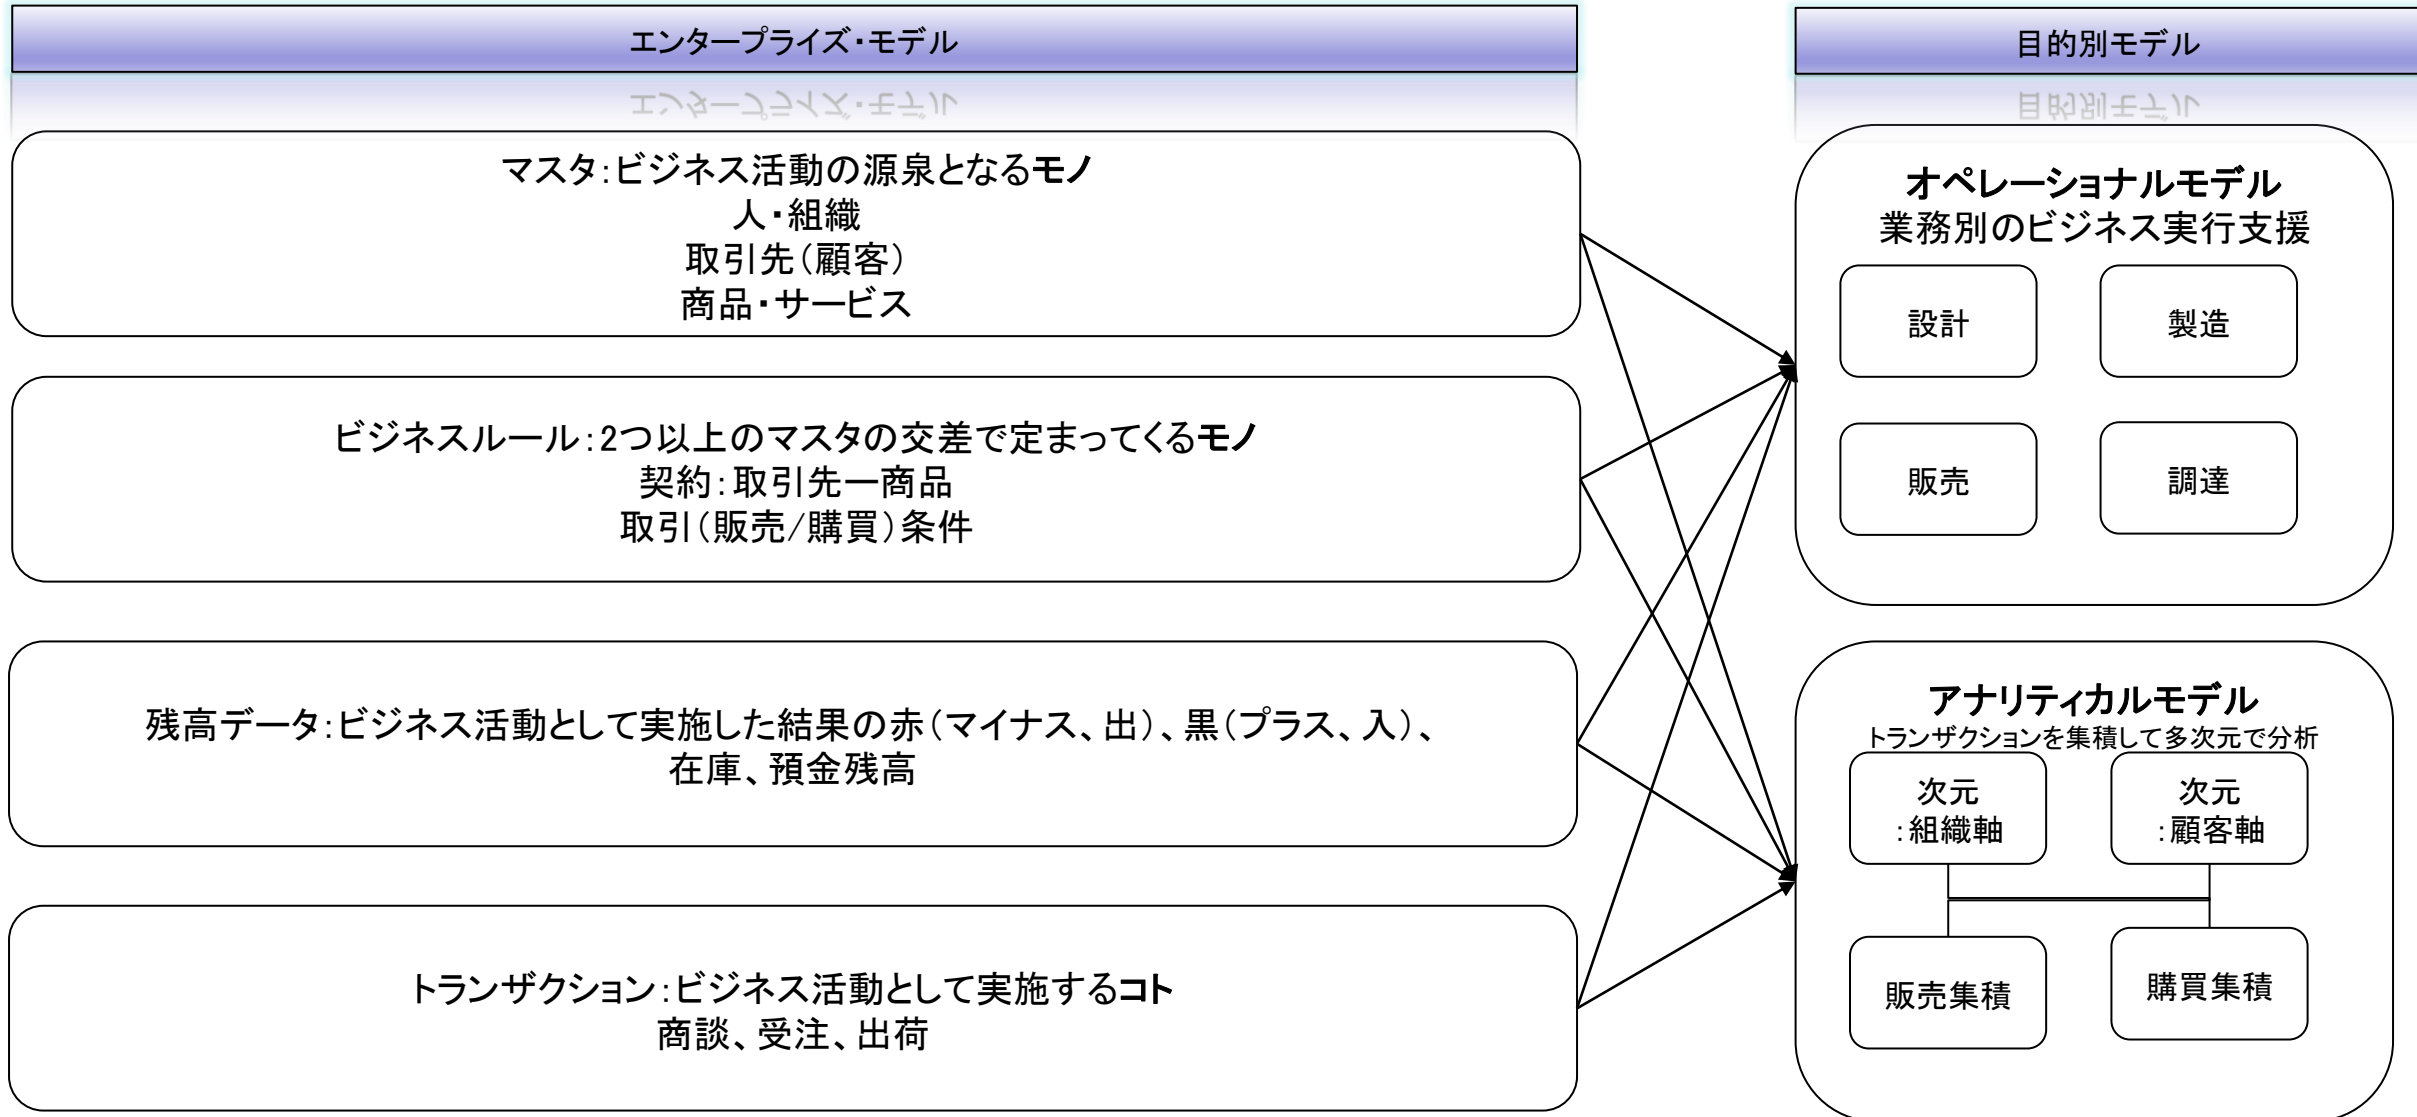 エンタープライズ・モデル
マスタ:ビジネス活動の源泉となるモノ
人・組織
取引先(顧客)
商品・サービス
ビジネスルール:2つ以上のマスタの交差で定まってくるモノ
契約:取引先ー商品
取引(販売/購買)条件
残高データ:ビジネス活動として実施した結果の赤(マイナス、出)、黒(プラス、入)、
在庫、預金残高
トランザクション:ビジネス活動として実施するコト
商談、受注、出荷
目的別モデル
オペレーショナルモデル
業務別のビジネス実行支援
設計
製造
販売
調達
アナリティカルモデル
トランザクションを集積して多次元で分析
次元
:組織軸
次元
:顧客軸
販売集積
購買集積